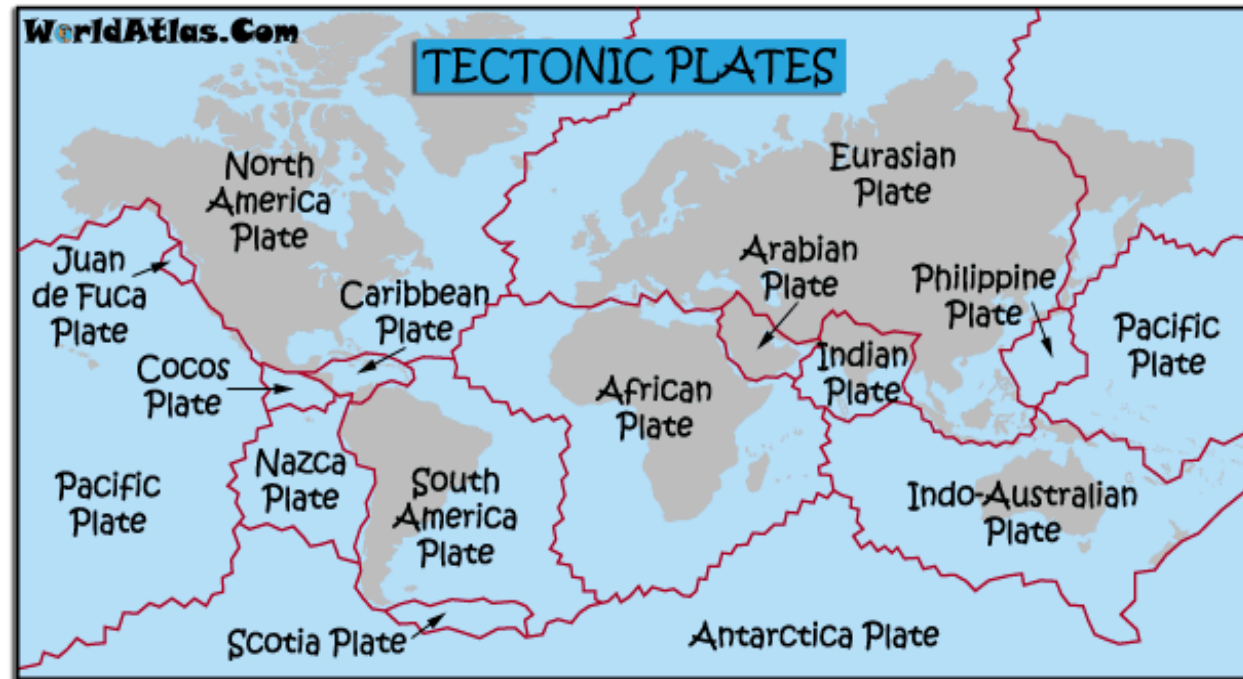 WorldAtlas.Com
TECTONIC PLATES
North
America
Plate
Eurasian
Plate
Juan
de Fuca
Plate
Caribbean
Plate
Arabian
Plate
Philippine
Plate
Pacific
Plate
Cocos
Plate
African
Plate
Indian
Plate
Pacific
Plate
Nazca
Plate
South
America
Plate
Indo-Australian
Plate
Scotia Plate
Antarctica Plate